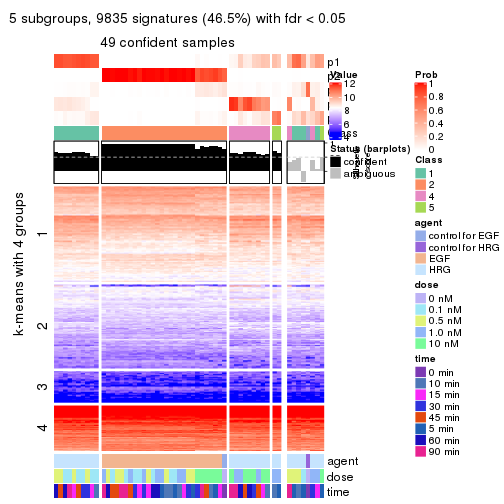 5 subgroups, 9835 signatures (46.5%) with fdr < 0.05
49 confident samples
p1
Value
12
10
8
6
Prob
1
0.8
0.6
0.4
0.2
0
Class
1
2
4
5
Status (barplots)
confident
ambiguous
k-means with 4 groups
1
2
3
4
agent
control for EGF
control for HRG
EGF
HRG
dose
0 nM
0.1 nM
0.5 nM
1.0 nM
10 nM
time
0 min
10 min
15 min
30 min
45 min
5 min
60 min
90 min
agent
dose
time